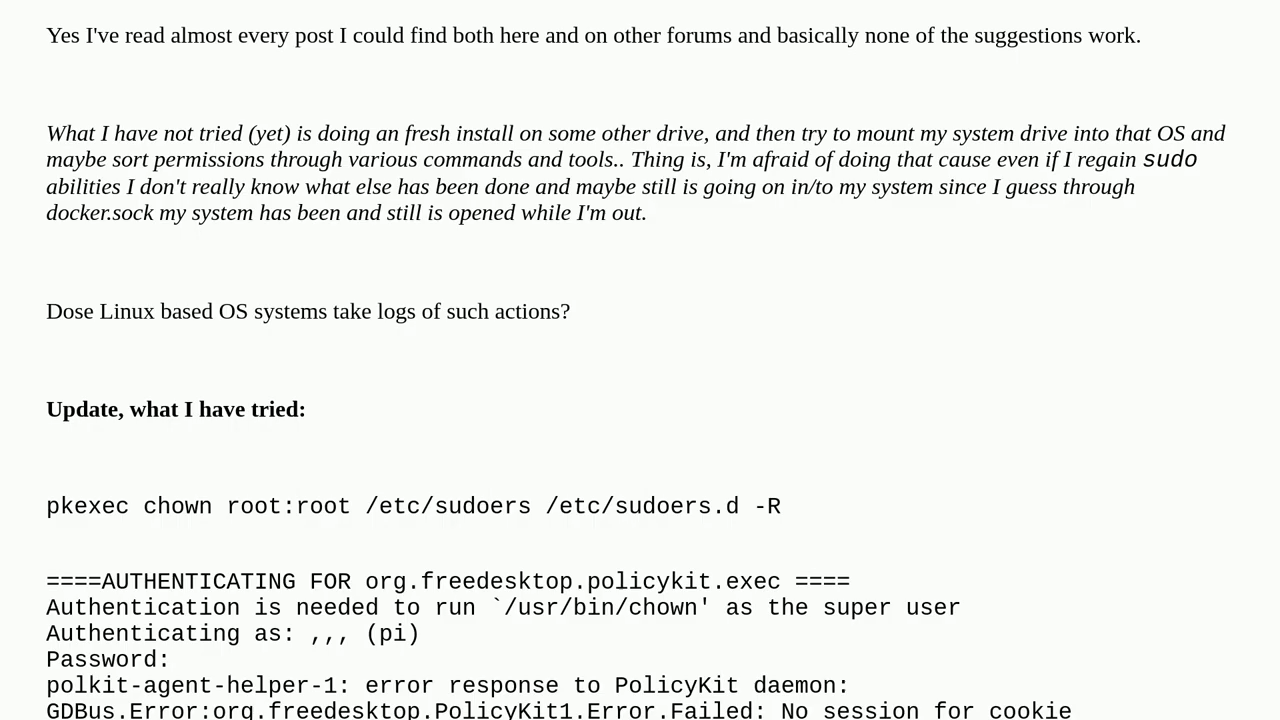 Yes I've read almost every post I could find both here and on other forums and basically none of the suggestions work.
What I have not tried (yet) is doing an fresh install on some other drive, and then try to mount my system drive into that OS and
maybe sort permissions through various commands and tools.. Thing is, I'm afraid of doing that cause even if I regain sudo
abilities I don't really know what else has been done and maybe still is going on in/to my system since I guess through
docker.sock my system has been and still is opened while I'm out.
Dose Linux based OS systems take logs of such actions?
Update, what I have tried:
pkexec chown root:root /etc/sudoers /etc/sudoers.d -R
====AUTHENTICATING FOR org.freedesktop.policykit.exec ====
Authentication is needed to run `/usr/bin/chown' as the super user
Authenticating as: ,,, (pi)
Password:
polkit-agent-helper-1: error response to PolicyKit daemon:
GDBus.Error:org.freedesktop.PolicyKit1.Error.Failed: No session for cookie